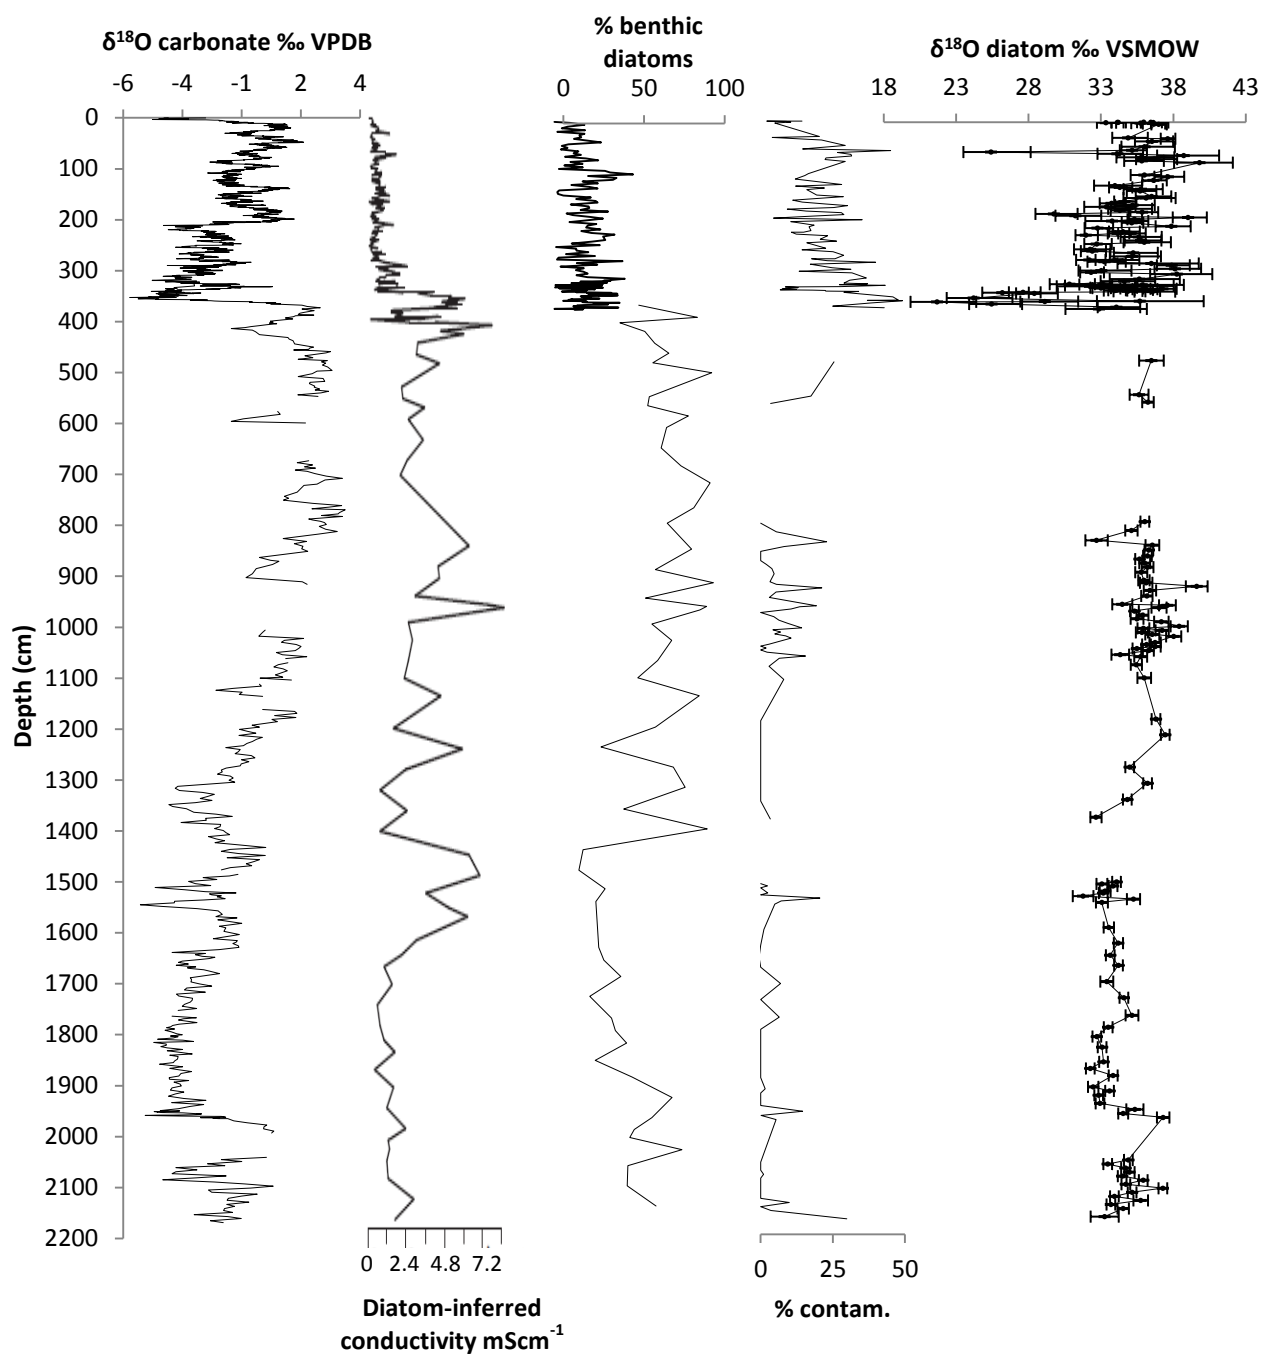 δ18O carbonate ‰ VPDB
-6 -4 -1 2 4
% benthic
diatoms
0 50 100
δ18O diatom ‰ VSMOW
18 23 28 33 38 43
Depth (cm)
0
100
200
300
400
500
600
700
800
900
1000
1100
1200
1300
1400
1500
1600
1700
1800
1900
2000
2100
2200
0 2.4 4.8 7.2
Diatom-inferred
conductivity mScm-1
0 25 50
% contam.